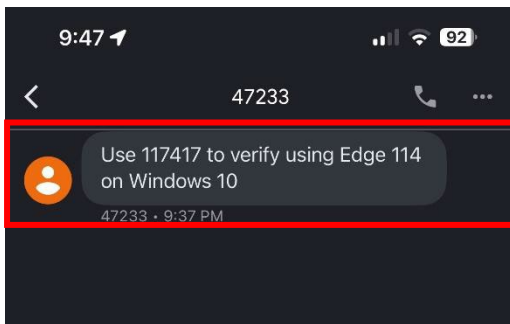 9:47
92
47233
Use 117417 to verify using Edge 114
on Windows 10
47233 • 9:37 PM